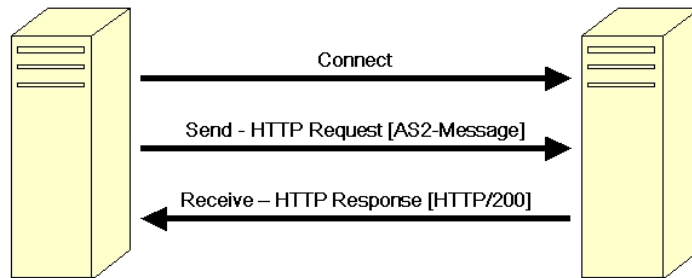 Connect
Send - HTTP Request [AS2-Message]
Receive – HTTP Response [HTTP/200]